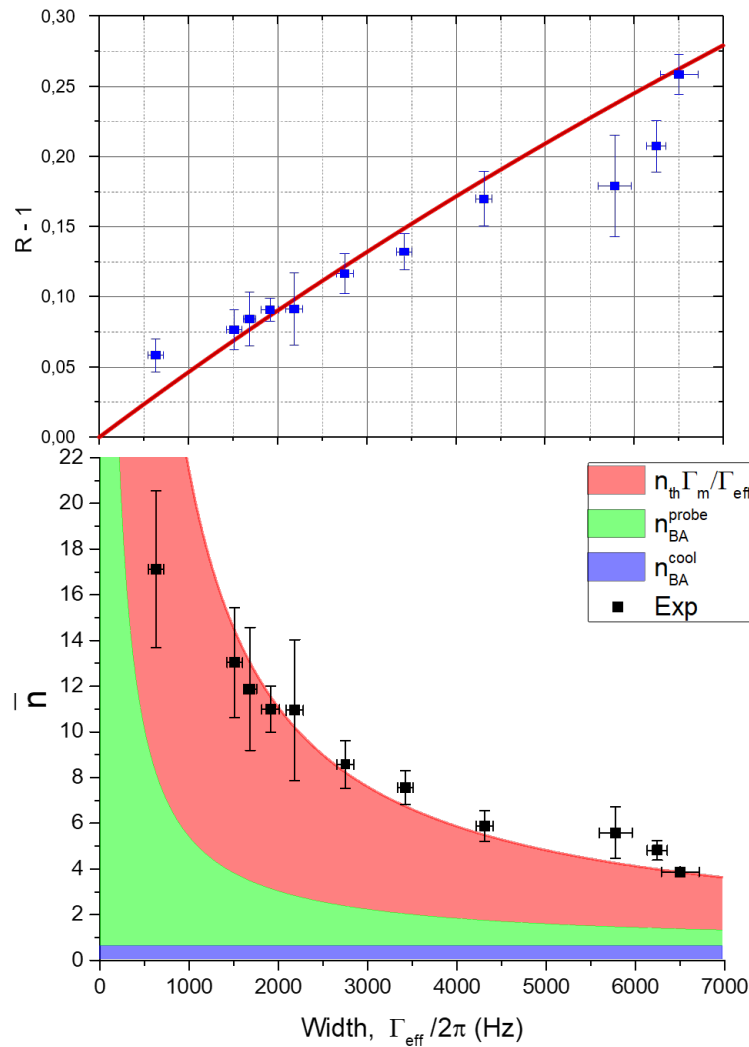 0,30
0,25
0,20
0,15
0,10
0,05
0,00
R - 1
22
20
18
16
14
12
10
8
6
4
2
0
n̄
n_th Γ_m/Γ_eff
n_BA^probe
n_BA^cool
Exp
0 1000 2000 3000 4000 5000 6000 7000
Width, Γ_eff /2π (Hz)